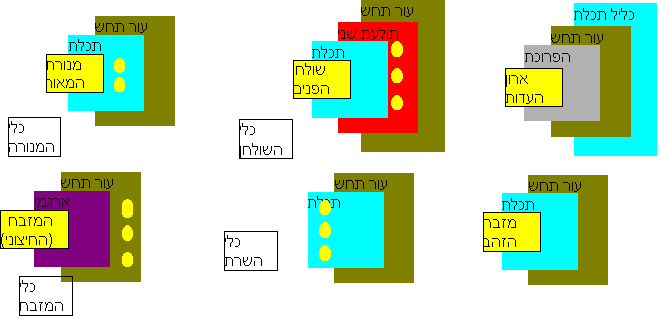 כליל תכלת
עור תחש
הפרוכת
ארון
העדות
עור תחש
תולעת שני
תכלת
שולחן
הפנים
כלי
השולחן
עור תחש
תכלת
מנורת
המאור
כלי
המנורה
עור תחש
תכלת
מזבח
הזהב
עור תחש
תכלת
כלי
השרת
עור תחש
ארגמן
המזבח
(החיצוני)
כלי
המזבח